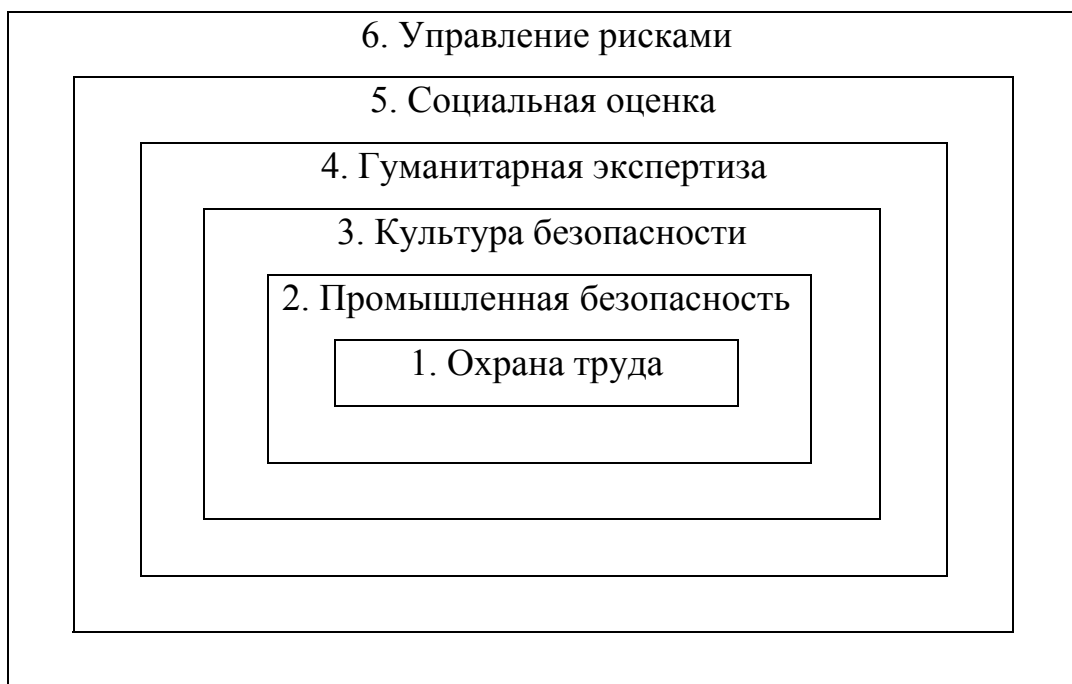 6. Управление рисками
5. Социальная оценка
4. Гуманитарная экспертиза
3. Культура безопасности
2. Промышленная безопасность
1. Охрана труда